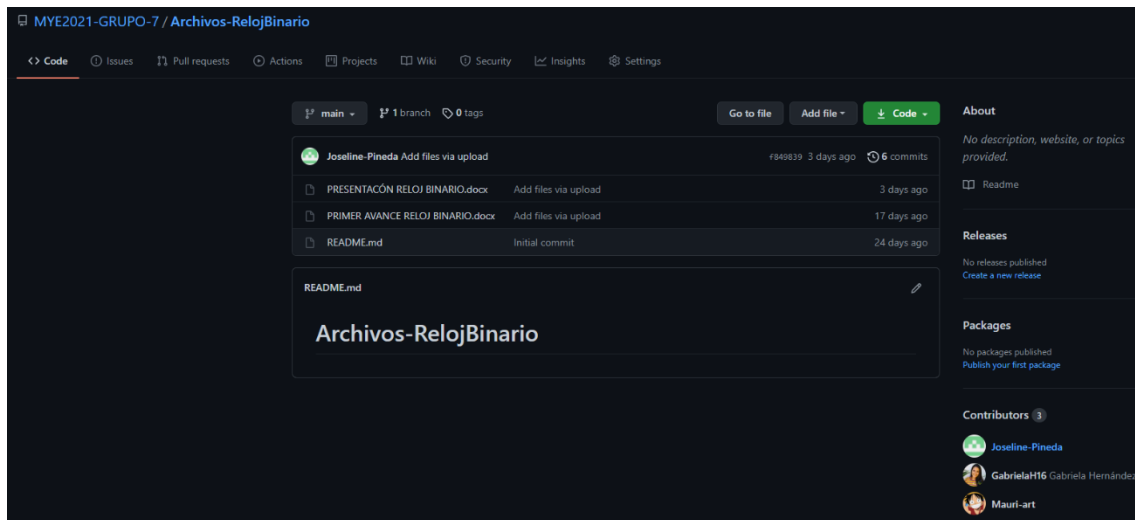 MYE2021-GRUPO-7 / Archivos-RelojBinario
Code Issues Pull requests Actions Projects Wiki Security Insights Settings
main 1 branch 0 tags Go to file Add file Code
Joseline-Pineda Add files via upload f849839 3 days ago 6 commits
PRESENTACÓN RELOJ BINARIO.docx Add files via upload 3 days ago
PRIMER AVANCE RELOJ BINARIO.docx Add files via upload 17 days ago
README.md Initial commit 24 days ago
README.md
Archivos-RelojBinario
About
No description, website, or topics
provided.
Readme
Releases
No releases published
Create a new release
Packages
No packages published
Publish your first package
Contributors 3
Joseline-Pineda
GabrielaH16 Gabriela Hernández
Mauri-art